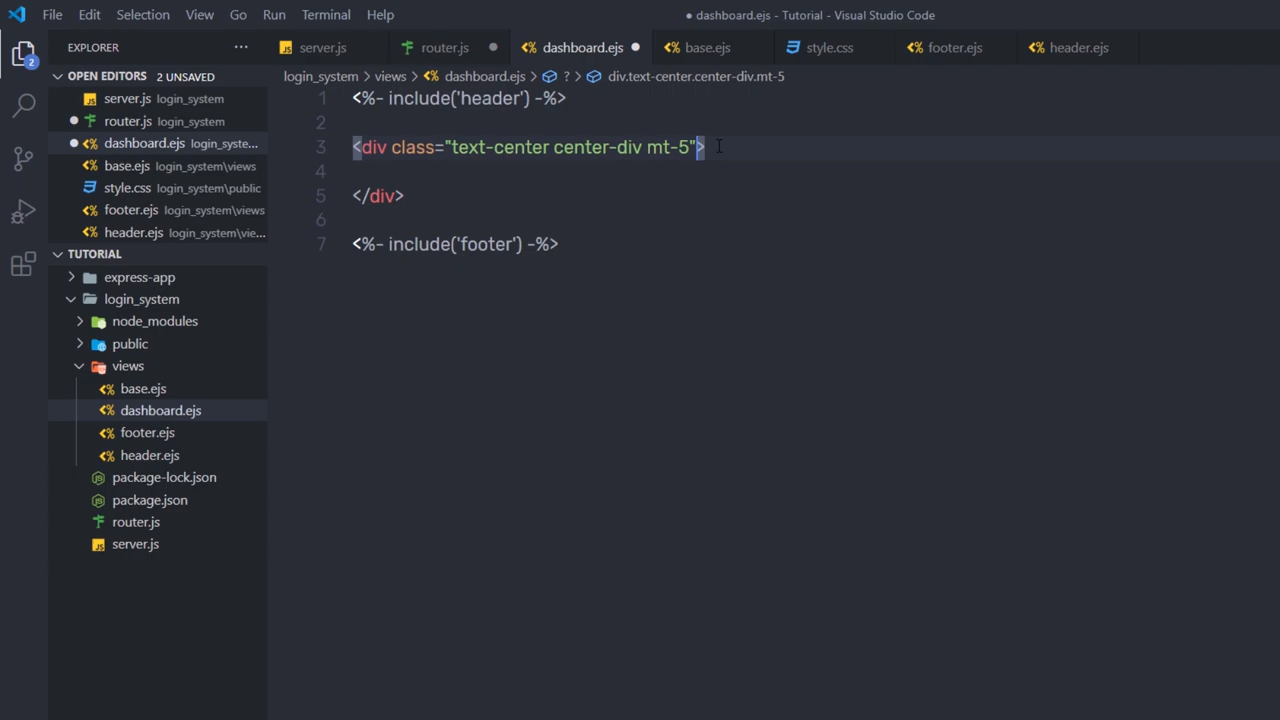 File Edit Selection View Go Run Terminal Help ● dashboard.ejs - Tutorial - Visual Studio Code
EXPLORER ···
server.js router.js dashboard.ejs base.ejs style.css footer.ejs header.ejs
2
OPEN EDITORS 2 UNSAVED
server.js login_system
router.js login_system
dashboard.ejs login_syste...
base.ejs login_system\views
style.css login_system\public
footer.ejs login_system\views
header.ejs login_system\vie...
TUTORIAL
express-app
login_system
node_modules
public
views
base.ejs
dashboard.ejs
footer.ejs
header.ejs
package-lock.json
package.json
router.js
server.js
login_system > views > dashboard.ejs > ? > div.text-center.center-div.mt-5
1 <%- include('header') -%>
2
3 <div class="text-center center-div mt-5">
4
5 </div>
6
7 <%- include('footer') -%>